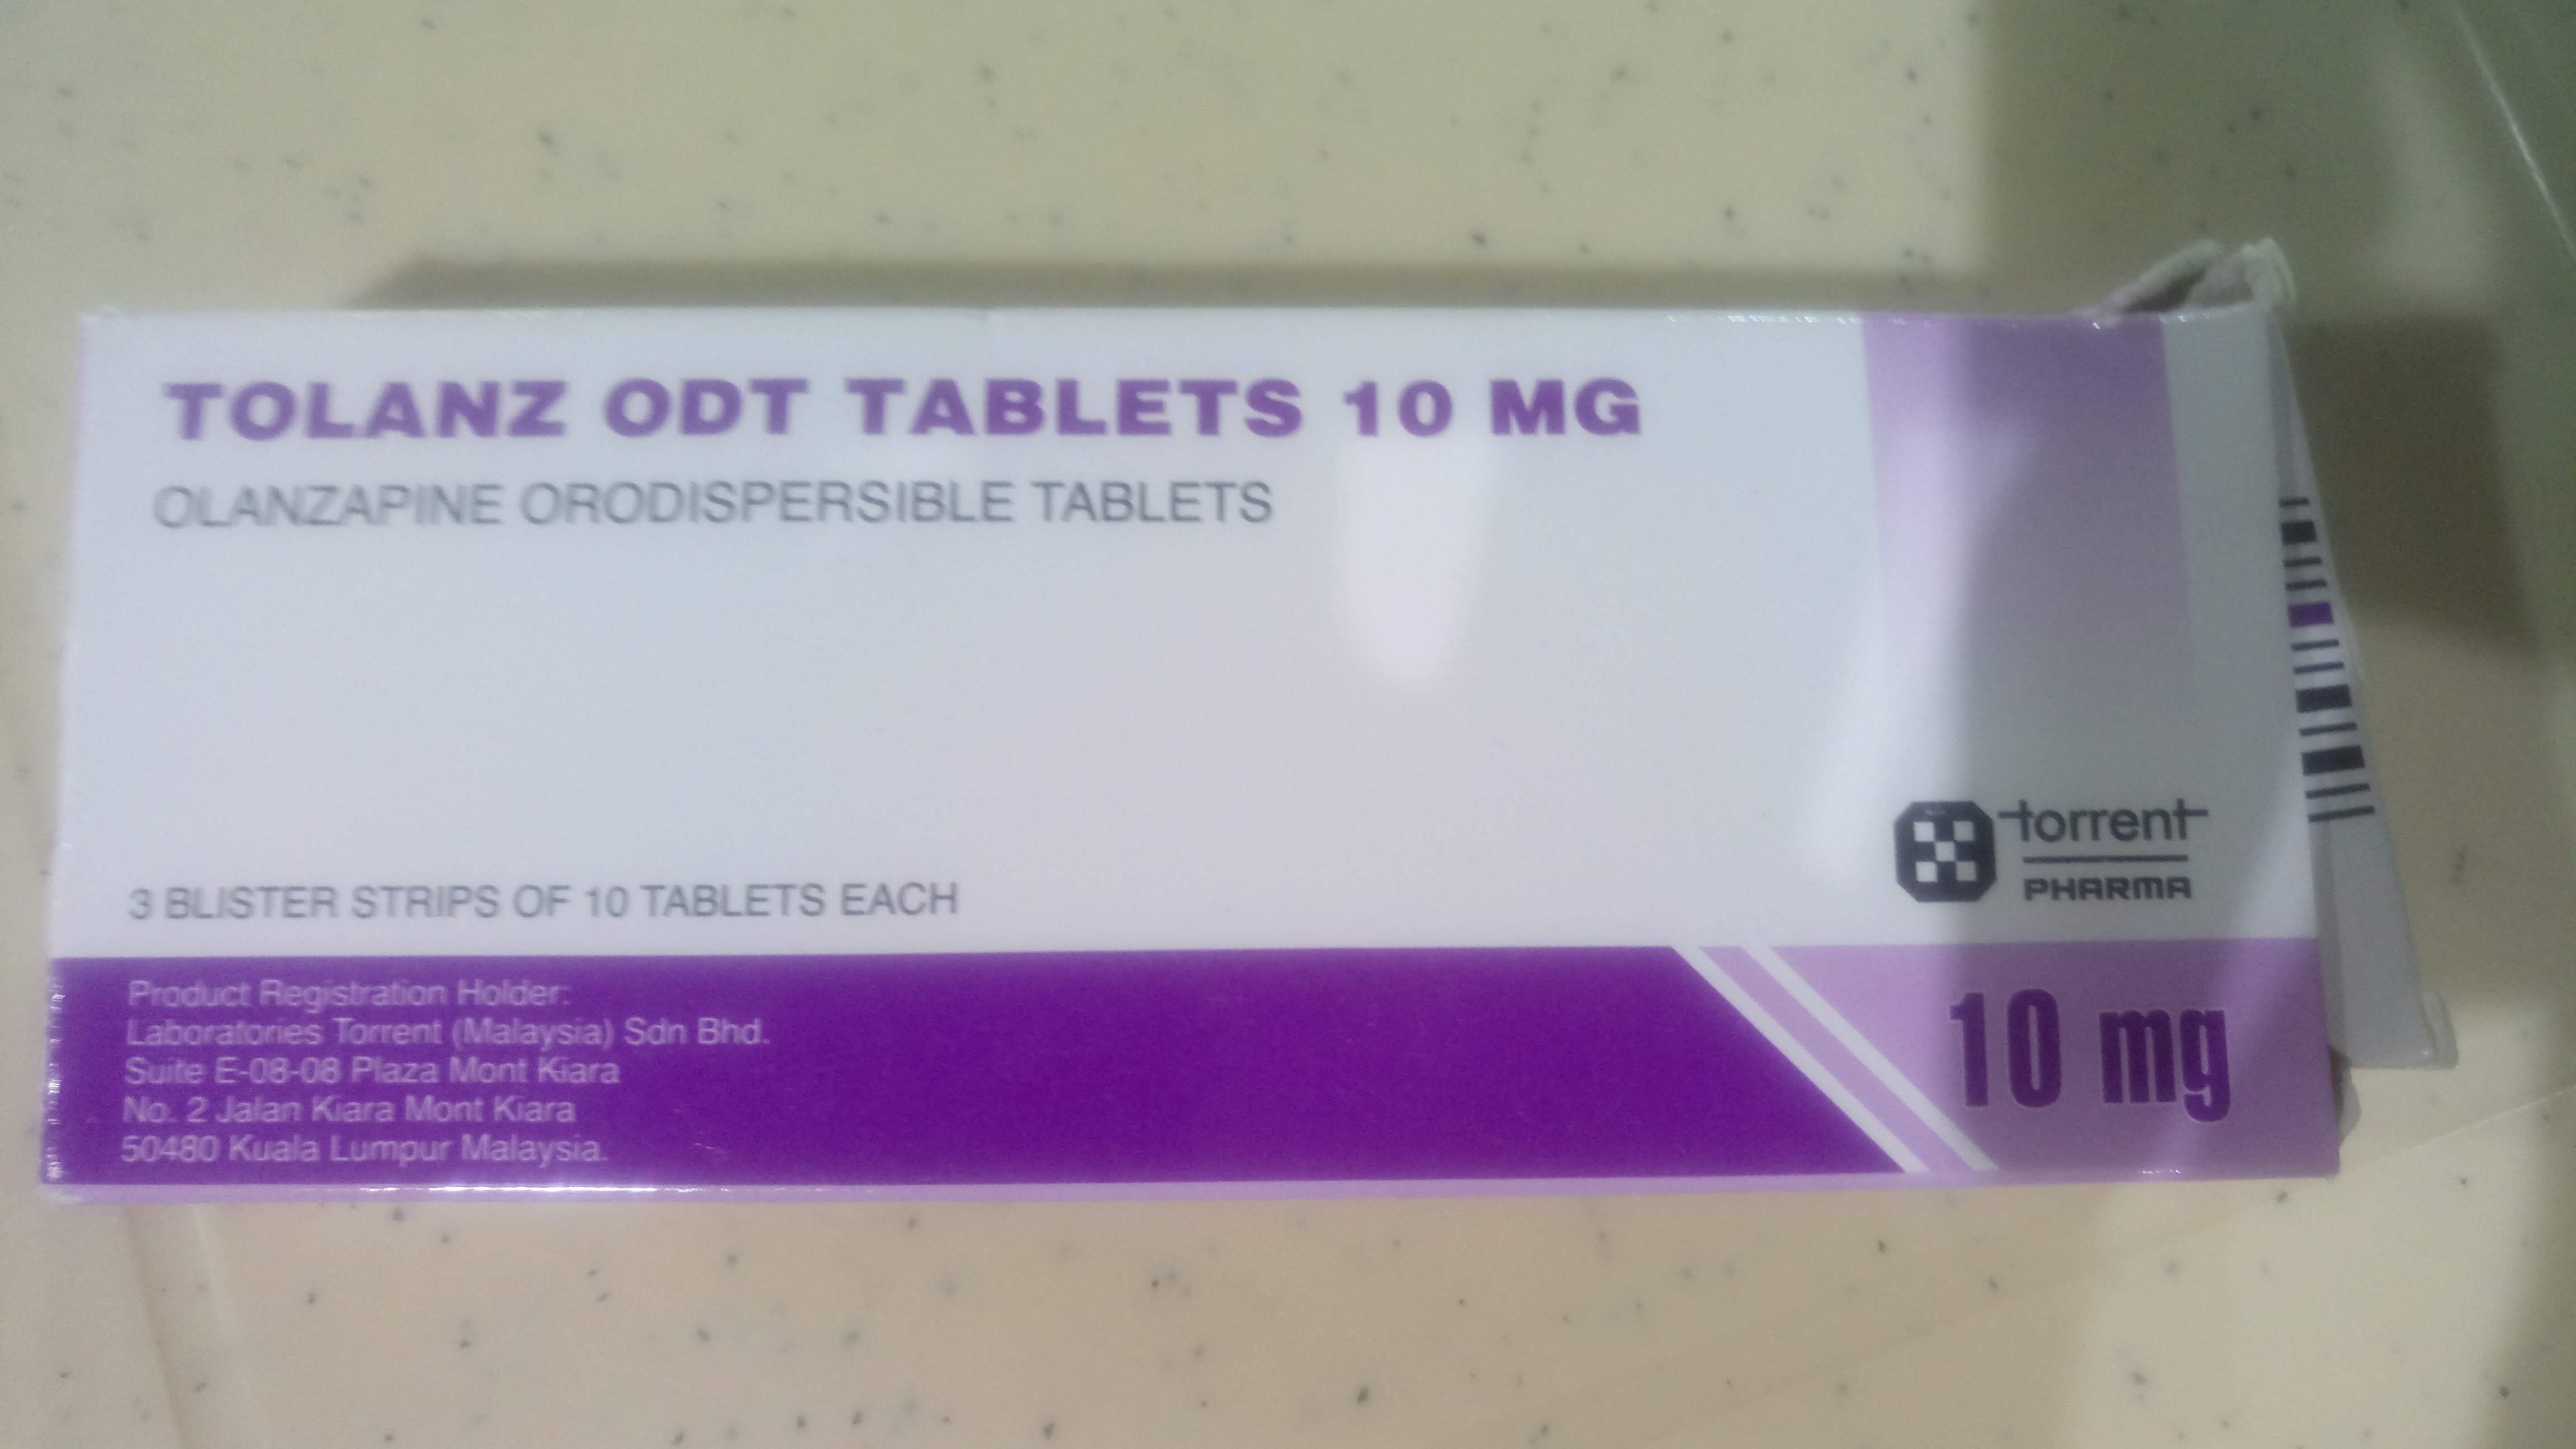 TOLANZ ODT TABLETS 10 MG
OLANZAPINE ORODISPERSIBLE TABLETS
3 BLISTER STRIPS OF 10 TABLETS EACH
torrent
PHARMA
Product Registration Holder:
Laboratories Torrent (Malaysia) Sdn Bhd.
Suite E-08-08 Plaza Mont Kiara
No. 2 Jalan Kiara Mont Kiara
50480 Kuala Lumpur Malaysia.
10 mg